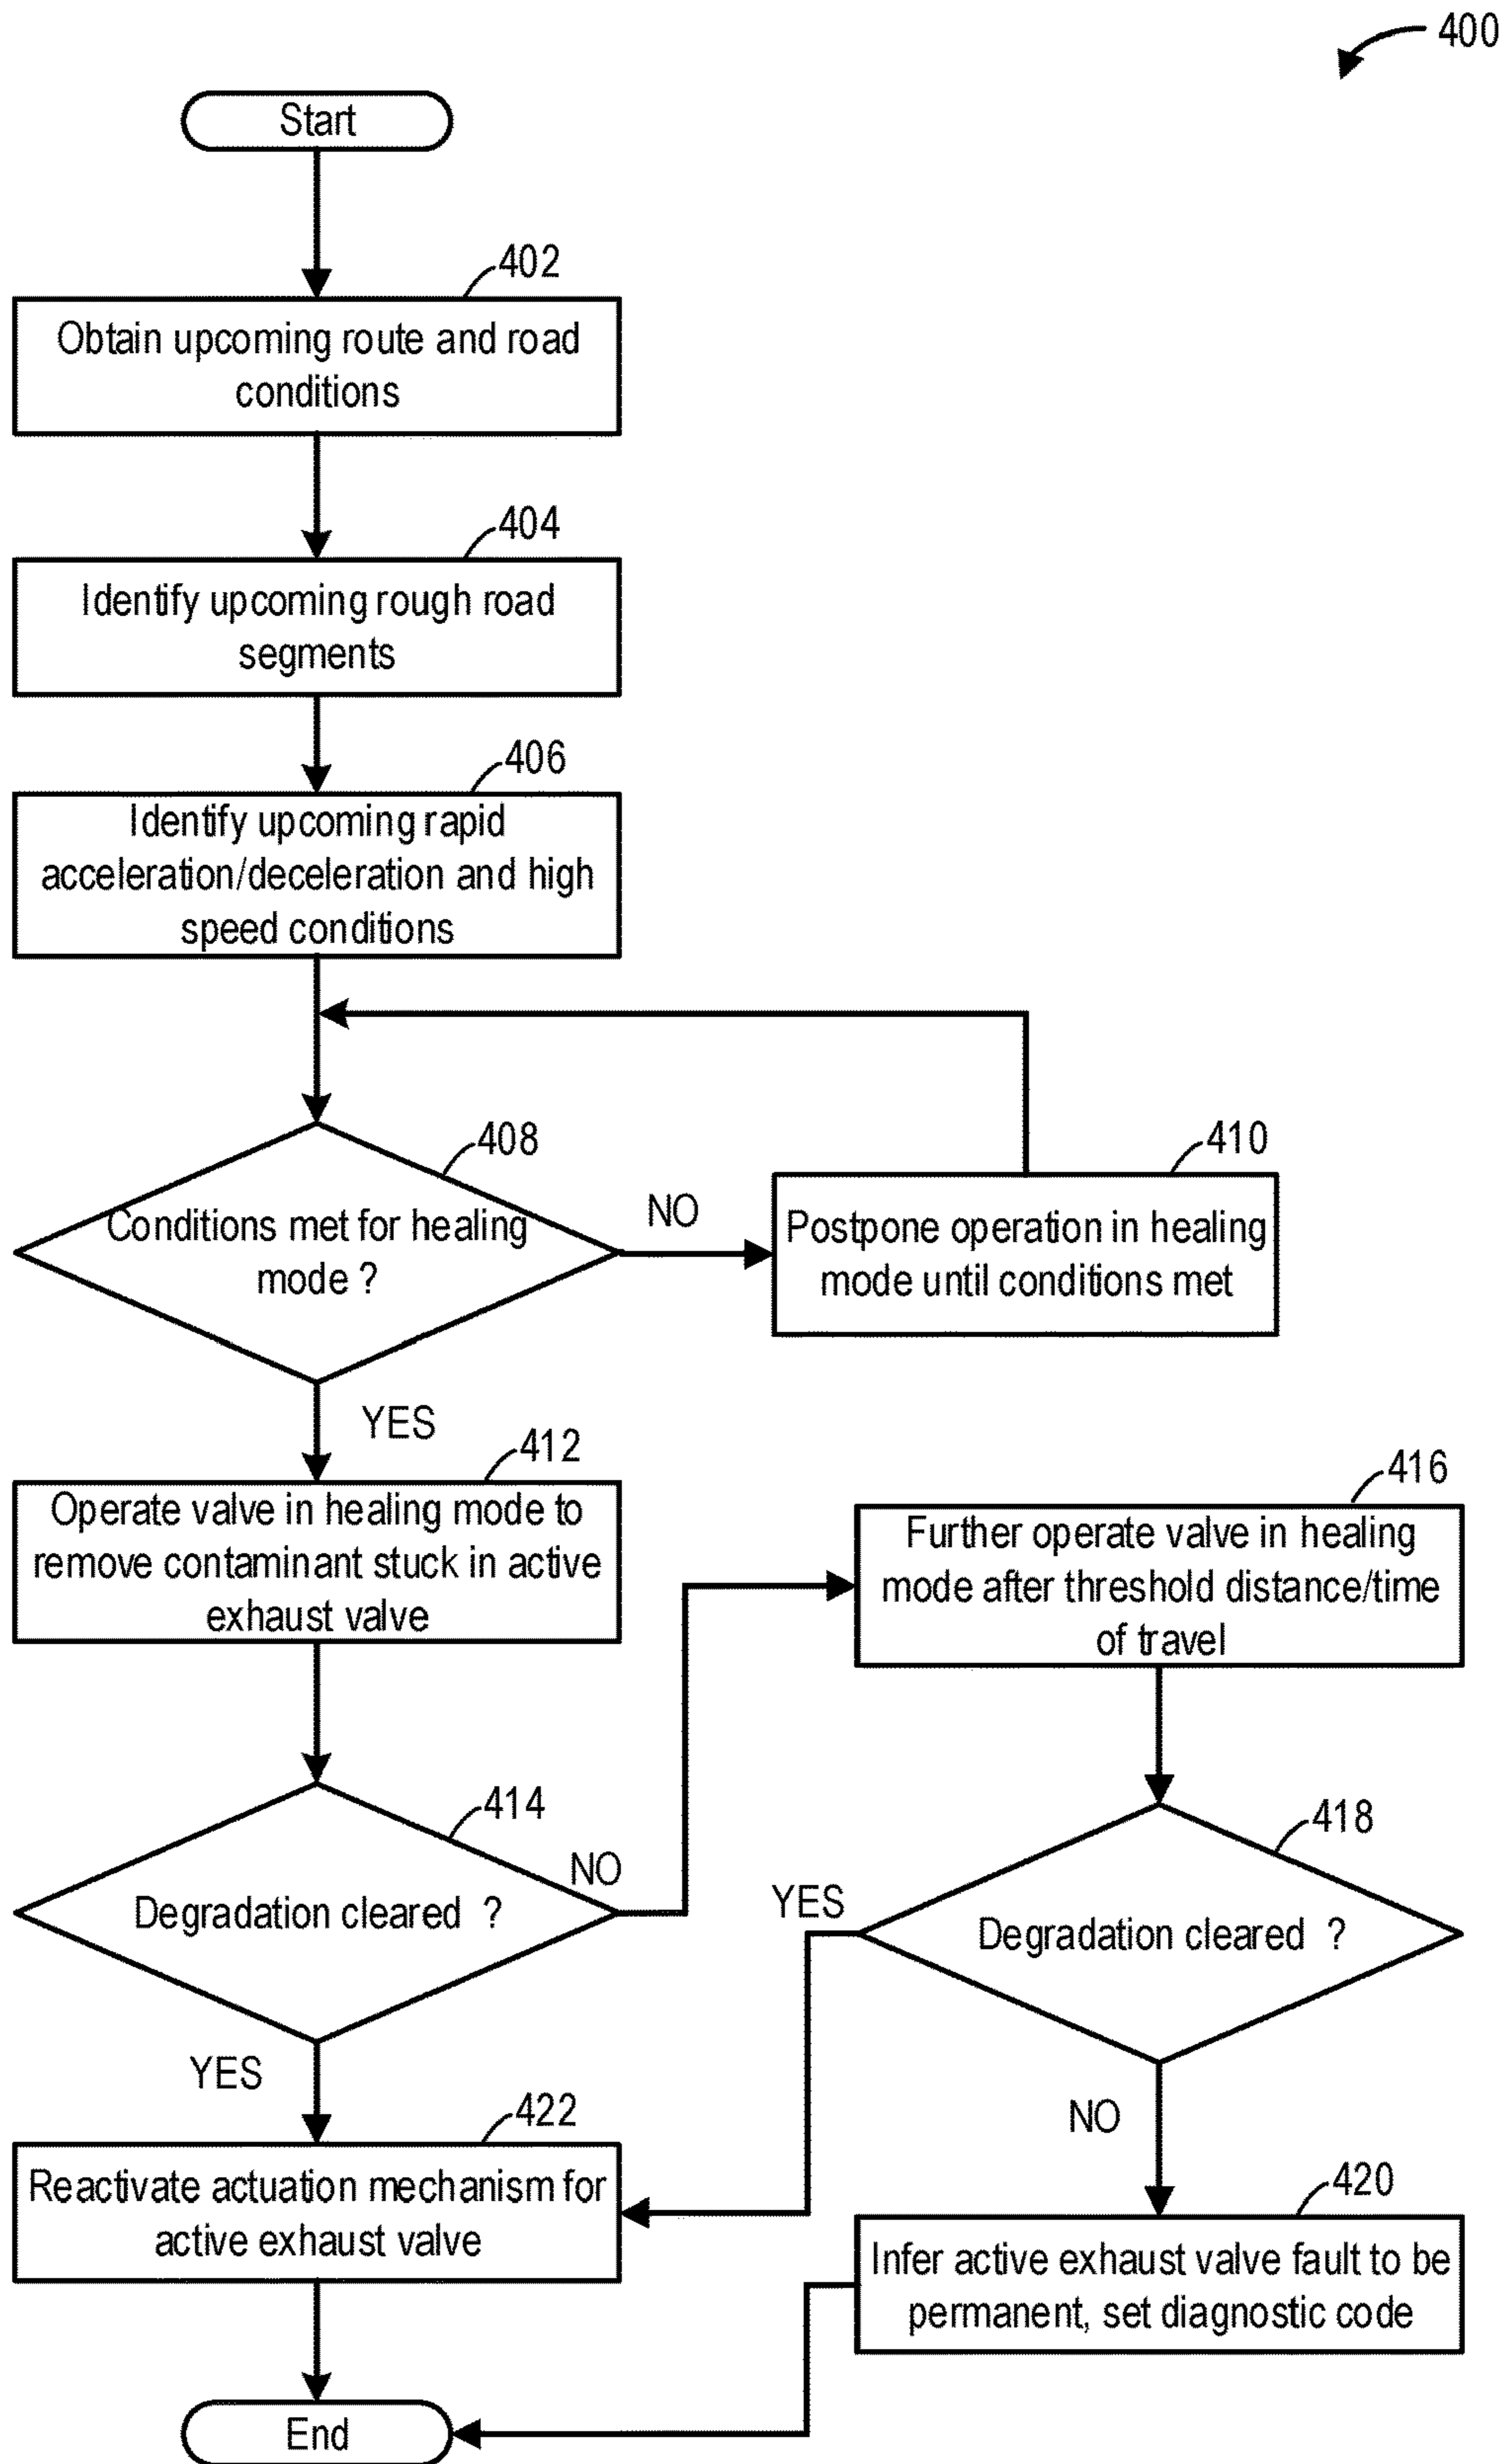 400
Start
402
Obtain upcoming route and road
conditions
404
Identify upcoming rough road
segments
406
Identify upcoming rapid
acceleration/deceleration and high
speed conditions
408
Conditions met for healing
mode ?
NO
410
Postpone operation in healing
mode until conditions met
YES
412
Operate valve in healing mode to
remove contaminant stuck in active
exhaust valve
414
Degradation cleared ?
NO
416
Further operate valve in healing
mode after threshold distance/time
of travel
418
Degradation cleared ?
YES
NO
420
Infer active exhaust valve fault to be
permanent, set diagnostic code
YES
422
Reactivate actuation mechanism for
active exhaust valve
End